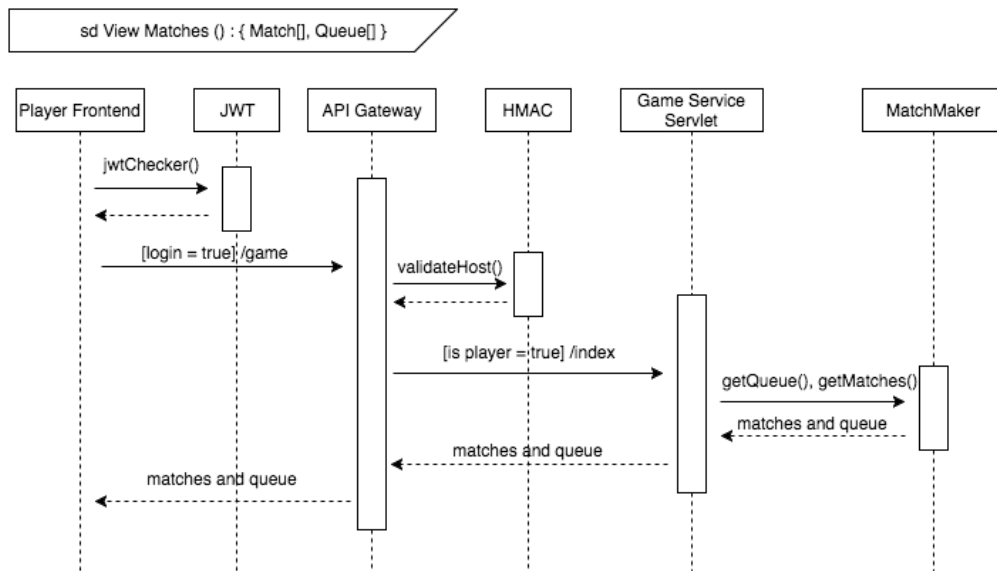 sd View Matches () : { Match[], Queue[] }
Player Frontend
JWT
API Gateway
HMAC
Game Service
Servlet
MatchMaker
jwtChecker()
[login = true] /game
validateHost()
[is player = true] /index
getQueue(), getMatches()
matches and queue
matches and queue
matches and queue